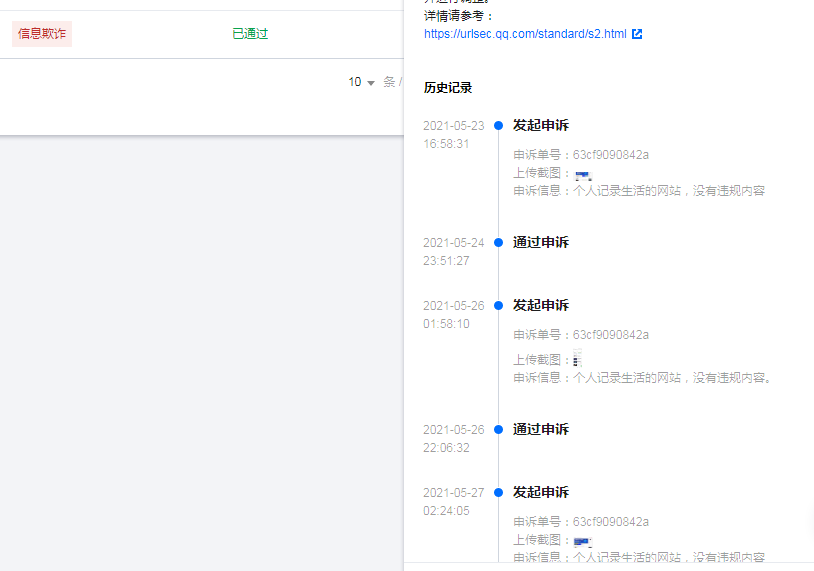 信息欺诈
已通过
10 条 /
详情请参考：
https://urlsec.qq.com/standard/s2.html
历史记录
2021-05-23
16:58:31
发起申诉
申诉单号：63cf9090842a
上传截图：
申诉信息：个人记录生活的网站，没有违规内容
2021-05-24
23:51:27
通过申诉
2021-05-26
01:58:10
发起申诉
申诉单号：63cf9090842a
上传截图：
申诉信息：个人记录生活的网站，没有违规内容。
2021-05-26
22:06:32
通过申诉
2021-05-27
02:24:05
发起申诉
申诉单号：63cf9090842a
上传截图：
申诉信息：个人记录生活的网站，没有违规内容